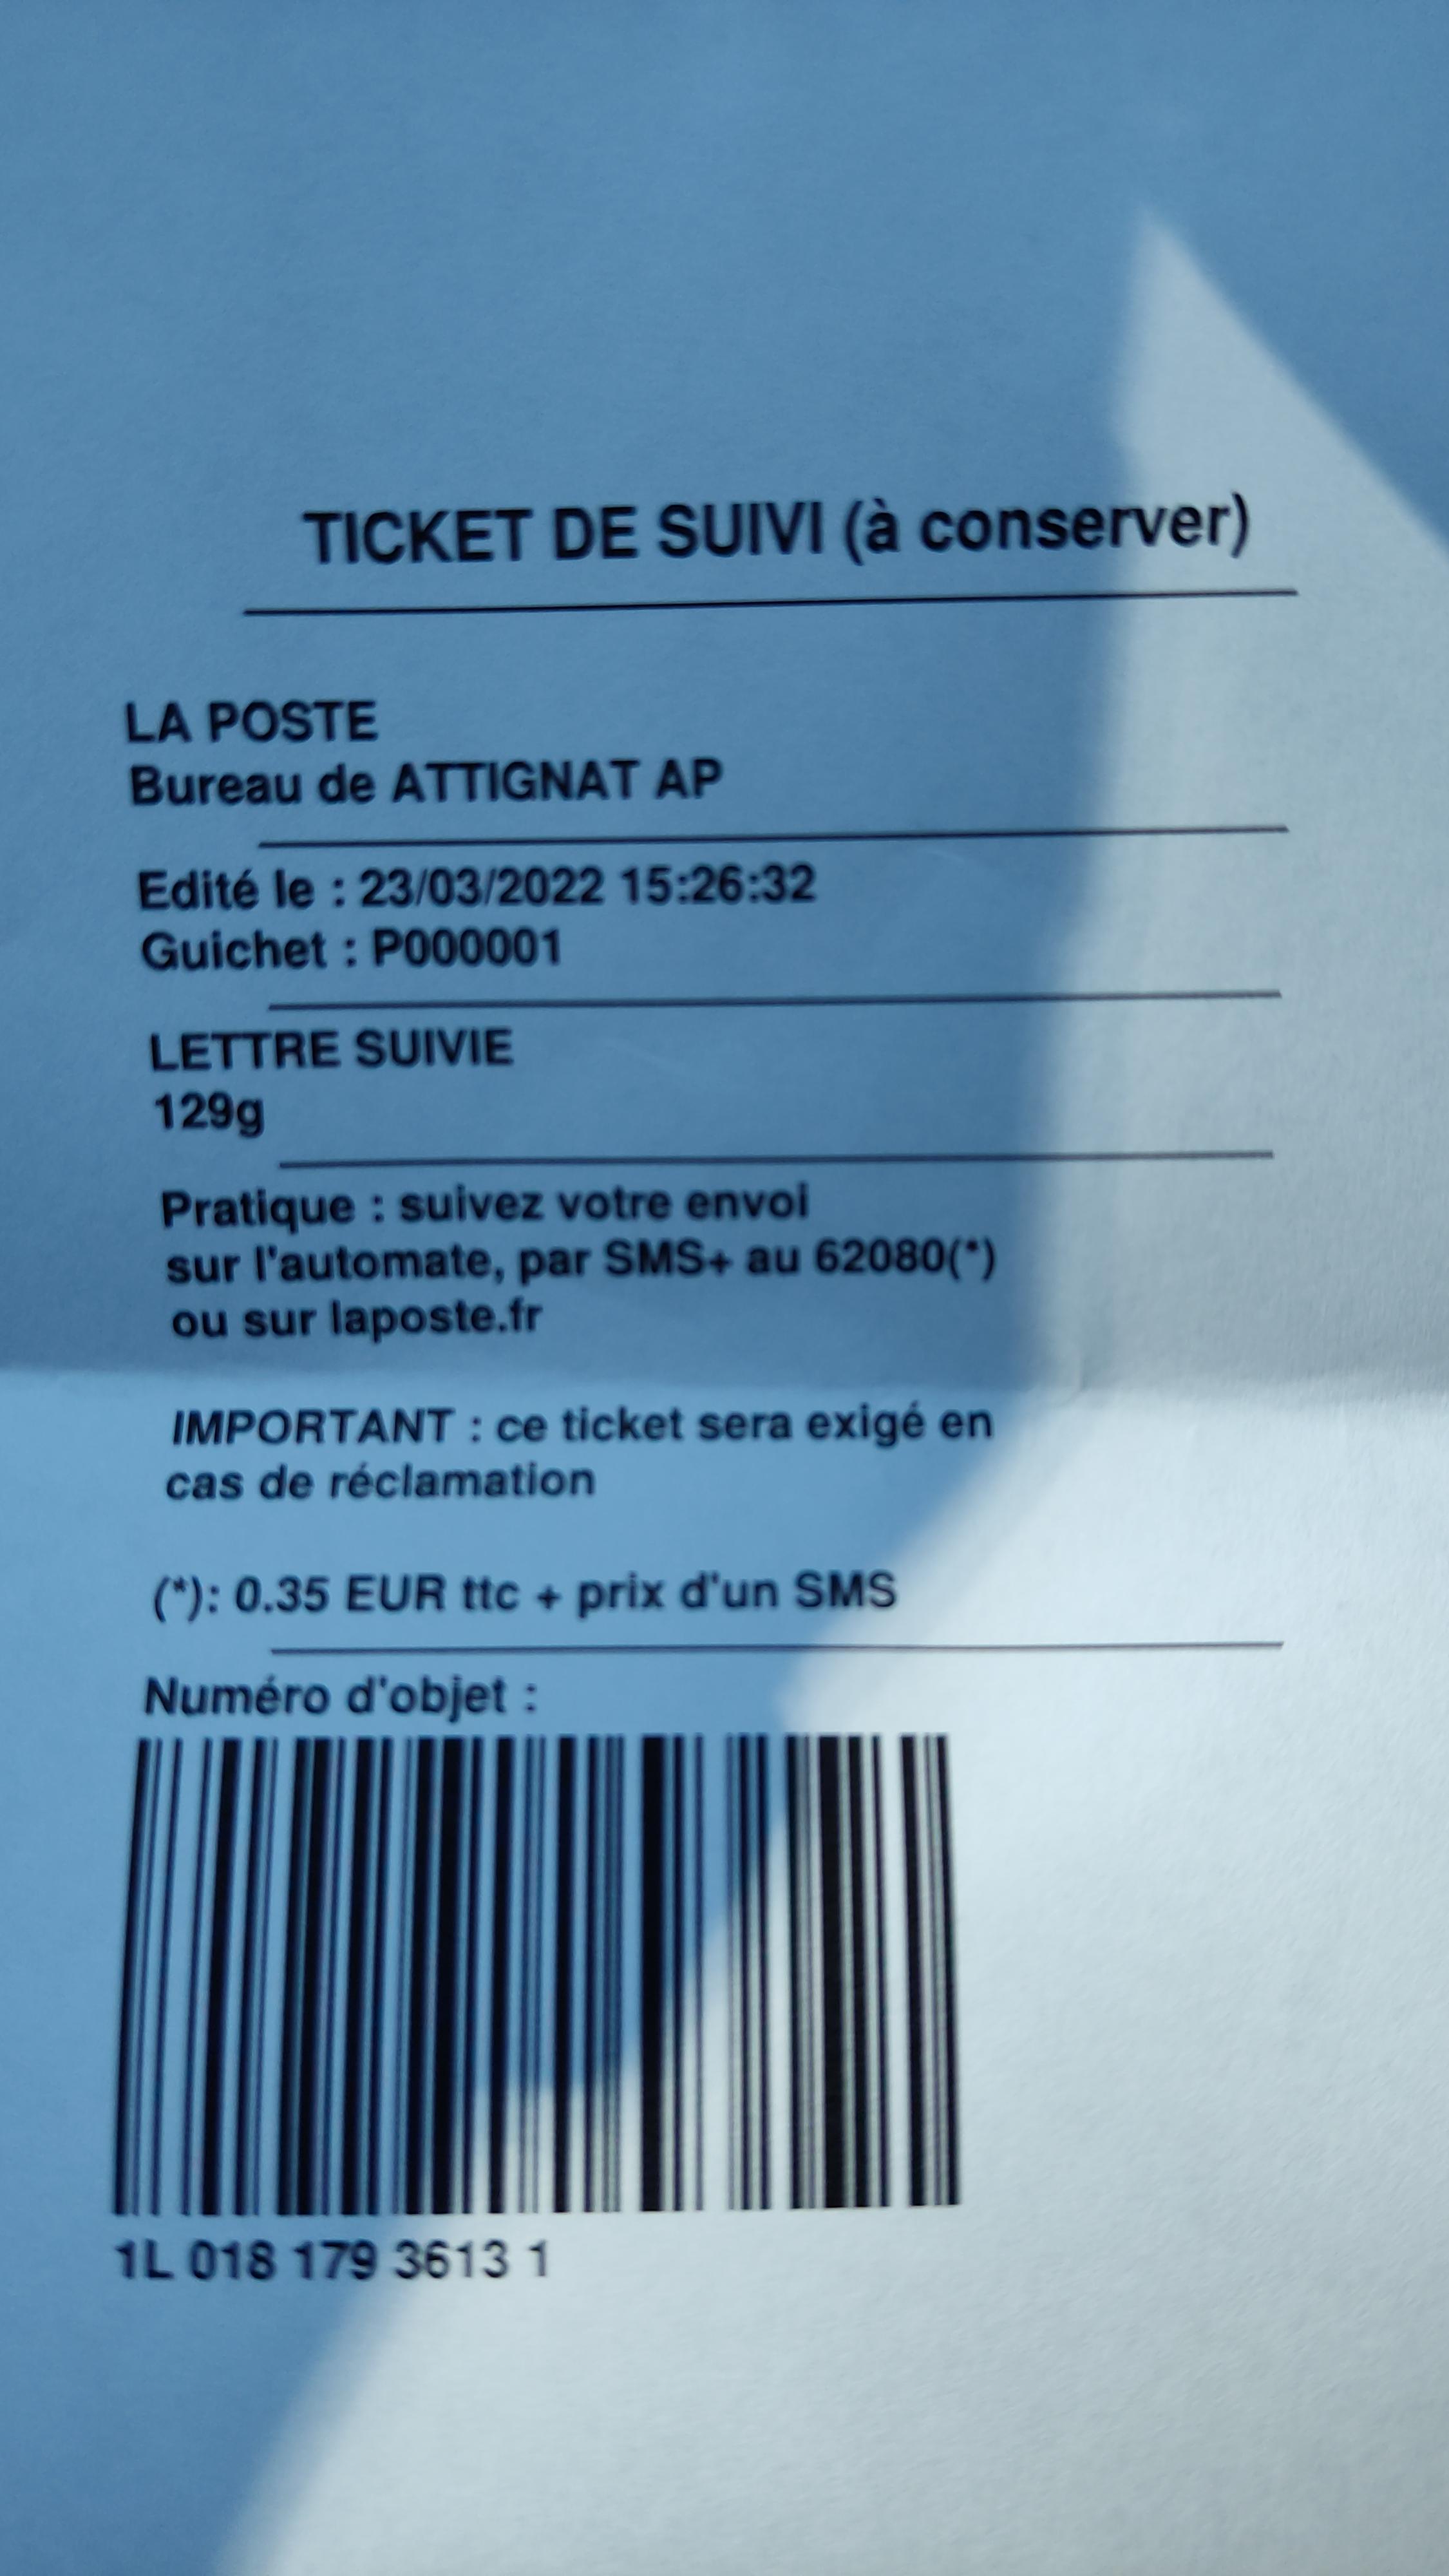 TICKET DE SUIVI (à conserver)
LA POSTE
Bureau de ATTIGNAT AP
Edité le : 23/03/2022 15:26:32
Guichet : P000001
LETTRE SUIVIE
129g
Pratique : suivez votre envoi
sur l'automate, par SMS+ au 62080(*)
ou sur laposte.fr
IMPORTANT : ce ticket sera exigé en
cas de réclamation
(*): 0.35 EUR ttc + prix d'un SMS
Numéro d'objet :
1L 018 179 3613 1